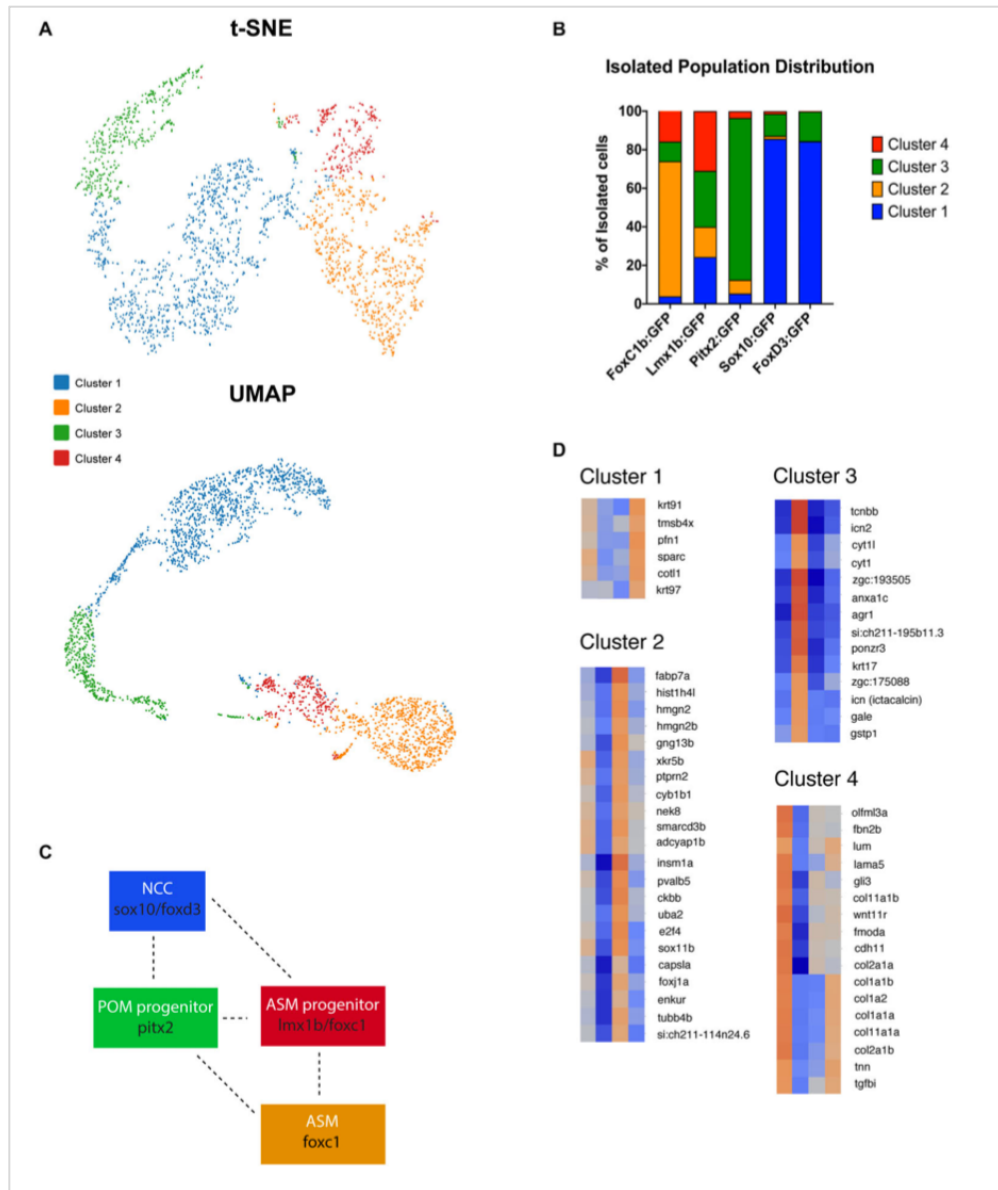 A
t-SNE
Cluster 1
Cluster 2
Cluster 3
Cluster 4
UMAP
B
Isolated Population Distribution
% of Isolated cells
100
80
60
40
20
0
FoxC1b:GFP
Lmx1b:GFP
Pitx2:GFP
Sox10:GFP
FoxD3:GFP
Cluster 4
Cluster 3
Cluster 2
Cluster 1
C
NCC
sox10/foxd3
POM progenitor
pitx2
ASM progenitor
lmx1b/foxc1
ASM
foxc1
D
Cluster 1
krt91
tmsb4x
pfn1
sparc
cotl1
krt97
Cluster 2
fabp7a
hist1h4l
hmgn2
hmgn2b
gng13b
xkr5b
ptprn2
cyb1b1
nek8
smarcd3b
adcyap1b
insm1a
pvalb5
ckbb
uba2
e2f4
sox11b
capsla
foxj1a
enkur
tubb4b
si:ch211-114n24.6
Cluster 3
tcnbb
icn2
cyt1l
cyt1
zgc:193505
anxa1c
agr1
si:ch211-195b11.3
ponzr3
krt17
zgc:175088
icn (ictacalcin)
gale
gstp1
Cluster 4
olfml3a
fbn2b
lum
lama5
gli3
col11a1b
wnt11r
fmoda
cdh11
col2a1a
col1a1b
col1a2
col1a1a
col11a1a
col2a1b
tnn
tgfbi